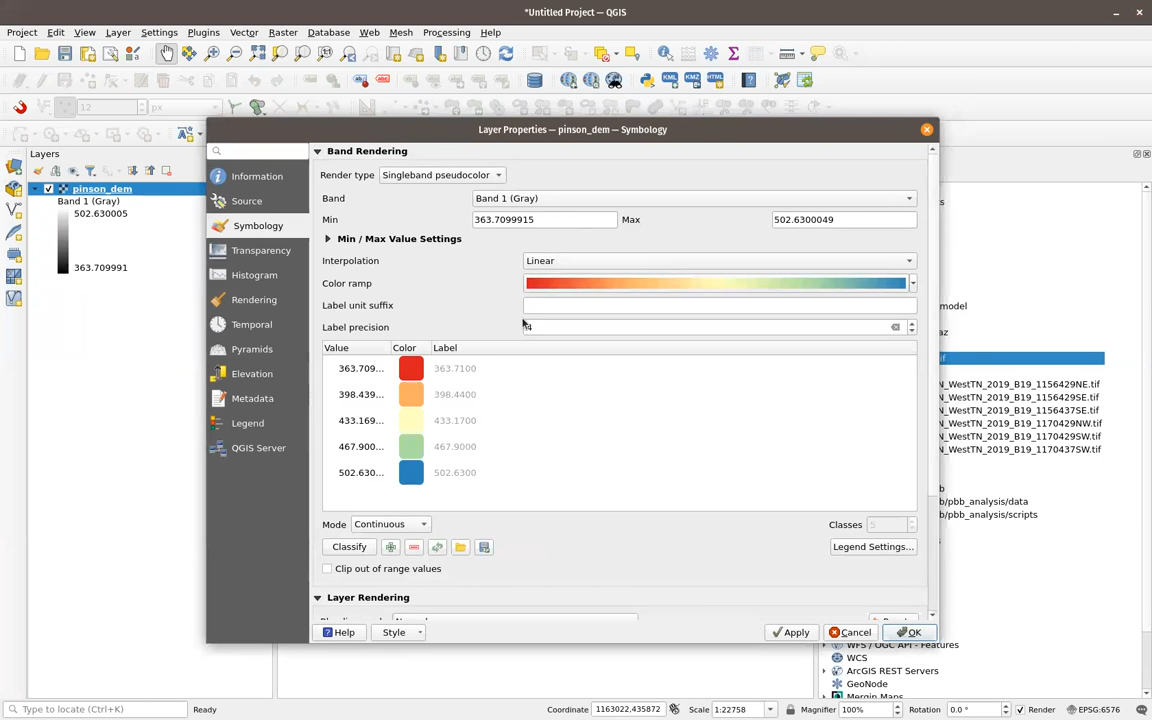 *Untitled Project — QGIS
Project Edit View Layer Settings Plugins Vector Raster Database Web Mesh Processing Help
12 px
Layers
pinson_dem
Band 1 (Gray)
502.630005
363.709991
Layer Properties — pinson_dem — Symbology
Information
Source
Symbology
Transparency
Histogram
Rendering
Temporal
Pyramids
Elevation
Metadata
Legend
QGIS Server
Band Rendering
Render type Singleband pseudocolor
Band Band 1 (Gray)
Min 363.7099915 Max 502.6300049
Min / Max Value Settings
Interpolation Linear
Color ramp
Label unit suffix
Label precision 4
Value Color Label
363.709... 363.7100
398.439... 398.4400
433.169... 433.1700
467.900... 467.9000
502.630... 502.6300
Mode Continuous Classes 5
Classify Legend Settings...
Clip out of range values
Layer Rendering
Help Style Apply Cancel OK
model
az
if
N_WestTN_2019_B19_1156429NE.tif
N_WestTN_2019_B19_1156429SE.tif
N_WestTN_2019_B19_1156437SE.tif
N_WestTN_2019_B19_1170429NW.tif
N_WestTN_2019_B19_1170429SW.tif
N_WestTN_2019_B19_1170437SW.tif
b
b/pbb_analysis/data
b/pbb_analysis/scripts
WFS / OGC API - Features
WCS
ArcGIS REST Servers
GeoNode
Mergin Maps
Type to locate (Ctrl+K) Ready Coordinate 1163022,435872 Scale 1:22758 Magnifier 100% Rotation 0.0 ° Render EPSG:6576